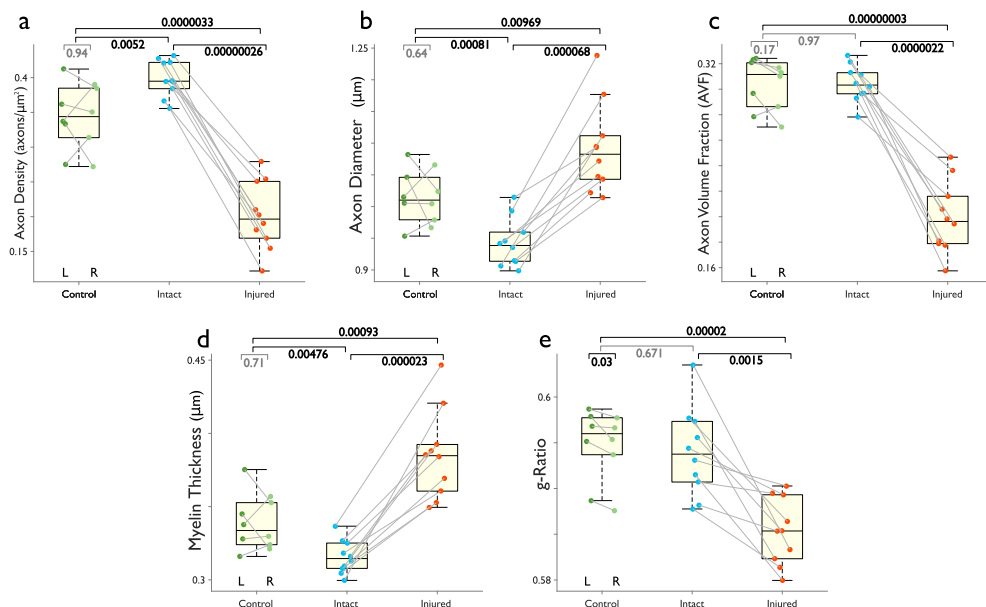 a
0.0000033
0.0052
0.00000026
0.94
0.4
0.15
Axon Density (axons/μm²)
L R
Control Intact Injured
b
0.00969
0.00081
0.000068
0.64
1.25
0.9
Axon Diameter (μm)
L R
Control Intact Injured
c
0.00000003
0.97
0.0000022
0.17
0.32
0.16
Axon Volume Fraction (AVF)
L R
Control Intact Injured
d
0.00093
0.00476
0.000023
0.71
0.45
0.3
Myelin Thickness (μm)
L R
Control Intact Injured
e
0.00002
0.671
0.0015
0.03
0.6
0.58
g-Ratio
L R
Control Intact Injured